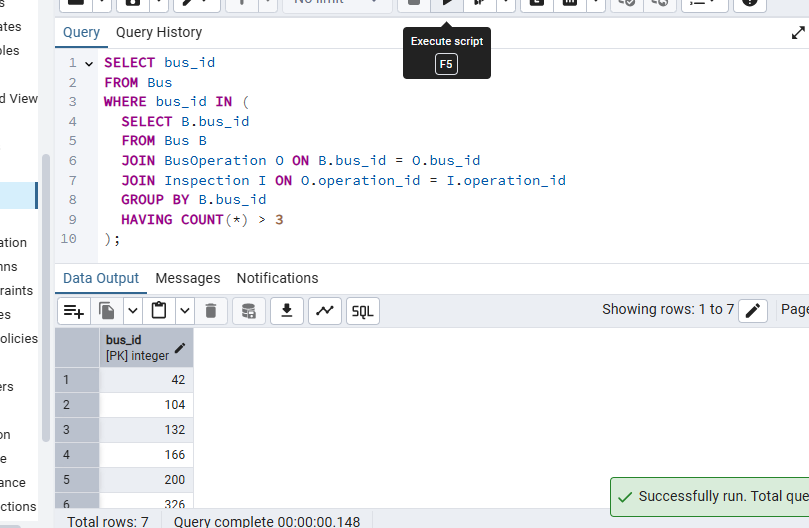 No limit
Query
Query History
Execute script
F5
ates
bles
d View
ation
nns
raints
es
olicies
ers
on
e
ance
ctions
1 SELECT bus_id
2 FROM Bus
3 WHERE bus_id IN (
4 SELECT B.bus_id
5 FROM Bus B
6 JOIN BusOperation O ON B.bus_id = O.bus_id
7 JOIN Inspection I ON O.operation_id = I.operation_id
8 GROUP BY B.bus_id
9 HAVING COUNT(*) > 3
10 );
Data Output Messages Notifications
SQL
Showing rows: 1 to 7
Page
bus_id
[PK] integer
1 42
2 104
3 132
4 166
5 200
6 326
Successfully run. Total que
Total rows: 7 Query complete 00:00:00.148